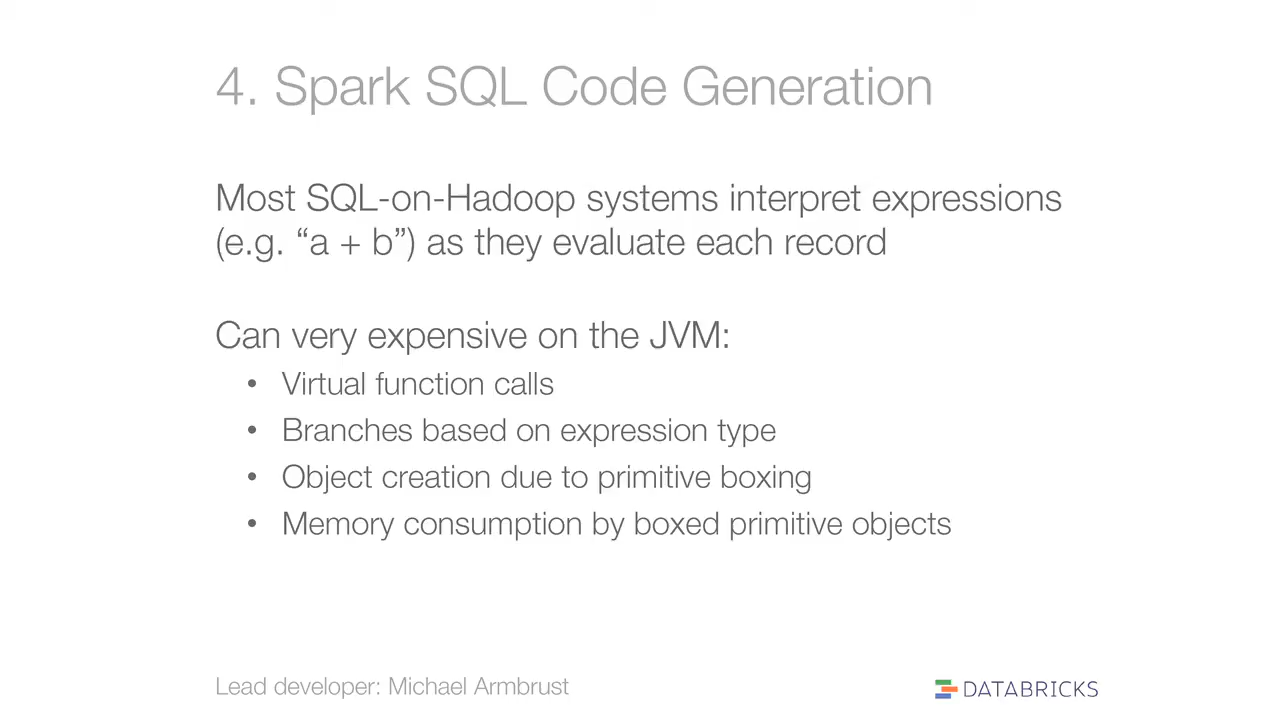 4. Spark SQL Code Generation
Most SQL-on-Hadoop systems interpret expressions
(e.g. “a + b”) as they evaluate each record
Can very expensive on the JVM:
• Virtual function calls
• Branches based on expression type
• Object creation due to primitive boxing
• Memory consumption by boxed primitive objects
Lead developer: Michael Armbrust
DATABRICKS